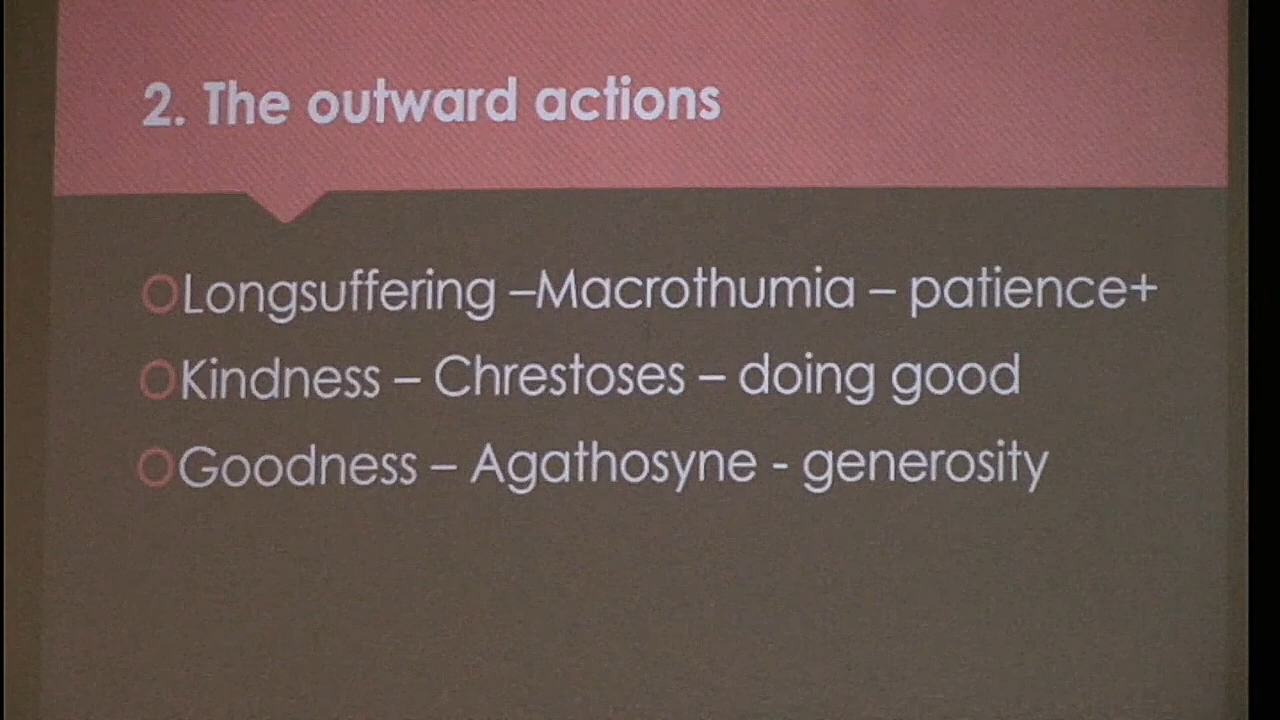 2. The outward actions
Longsuffering –Macrothumia – patience+
Kindness – Chrestoses – doing good
Goodness – Agathosyne - generosity